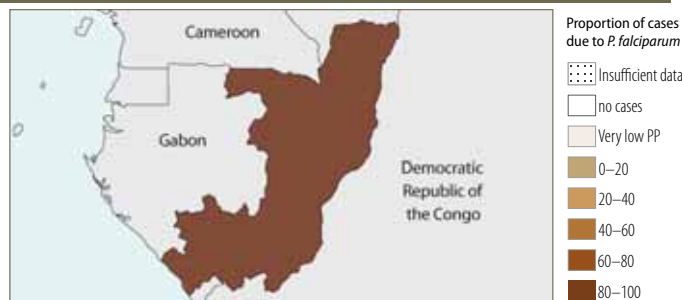 Cameroon
Gabon
Democratic
Republic of
the Congo
Proportion of cases
due to P. falciparum
Insufficient data
no cases
Very low PP
0–20
20–40
40–60
60–80
80–100